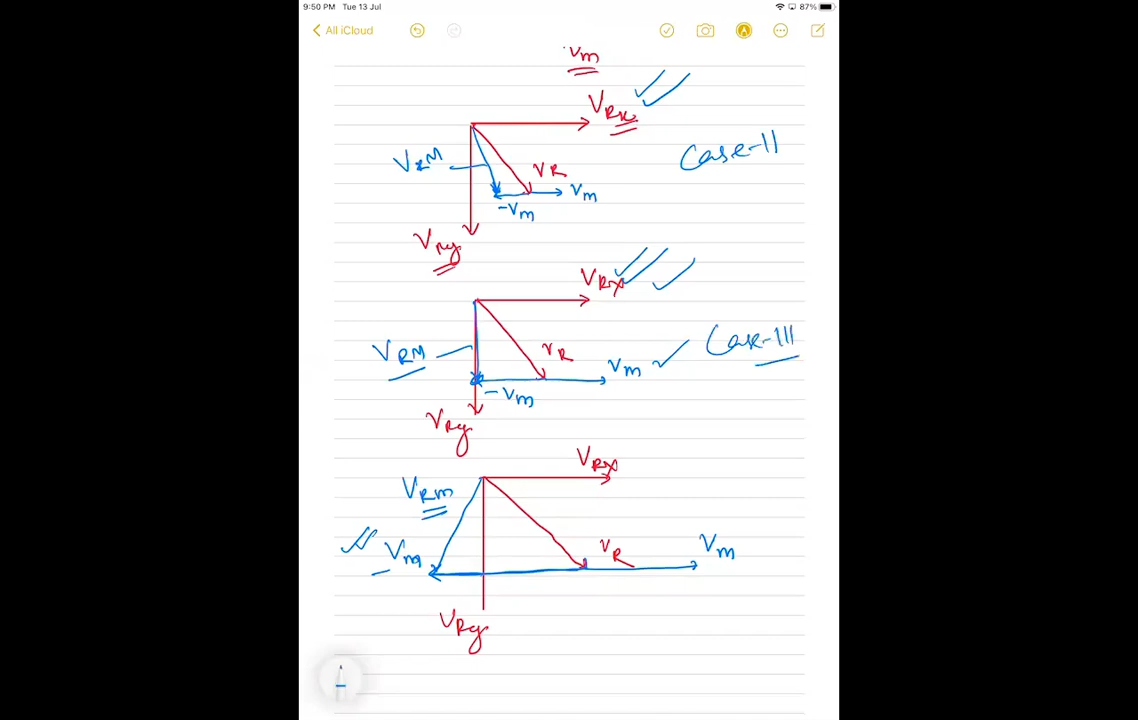 9:50 PM Tue 13 Jul
87%
All iCloud
Vm
VRx
Case-II
VRM
VR
Vm
-Vm
VRy
VRx
Case-III
VRM
VR
Vm
-Vm
VRy
VRx
VRm
VR
Vm
-Vm
VRy